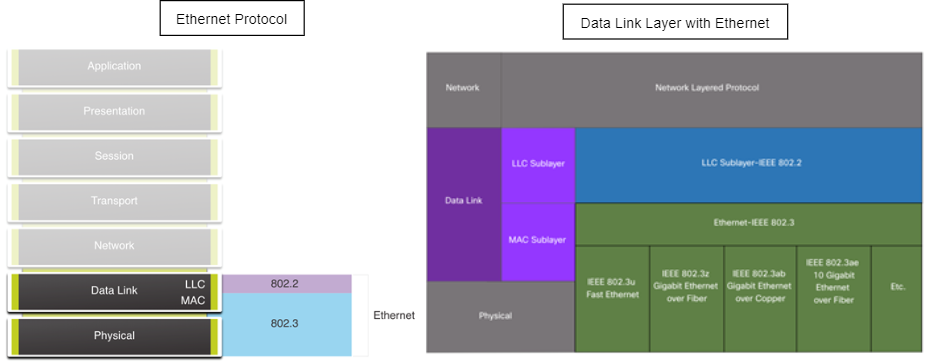 Ethernet Protocol
Data Link Layer with Ethernet
Application
Presentation
Session
Transport
Network
Data Link
LLC
MAC
Physical
802.2
802.3
Ethernet
Network
Network Layered Protocol
Data Link
LLC Sublayer
LLC Sublayer-IEEE 802.2
MAC Sublayer
Ethernet-IEEE 802.3
IEEE 802.3u
Fast Ethernet
IEEE 802.3z
Gigabit Ethernet
over Fiber
IEEE 802.3ab
Gigabit Ethernet
over Copper
IEEE 802.3ae
10 Gigabit
Ethernet
over Fiber
Etc.
Physical